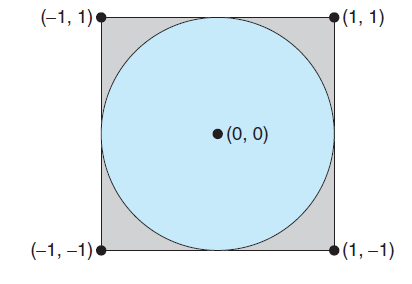 (–1, 1) (1, 1)
(0, 0)
(–1, –1) (1, –1)